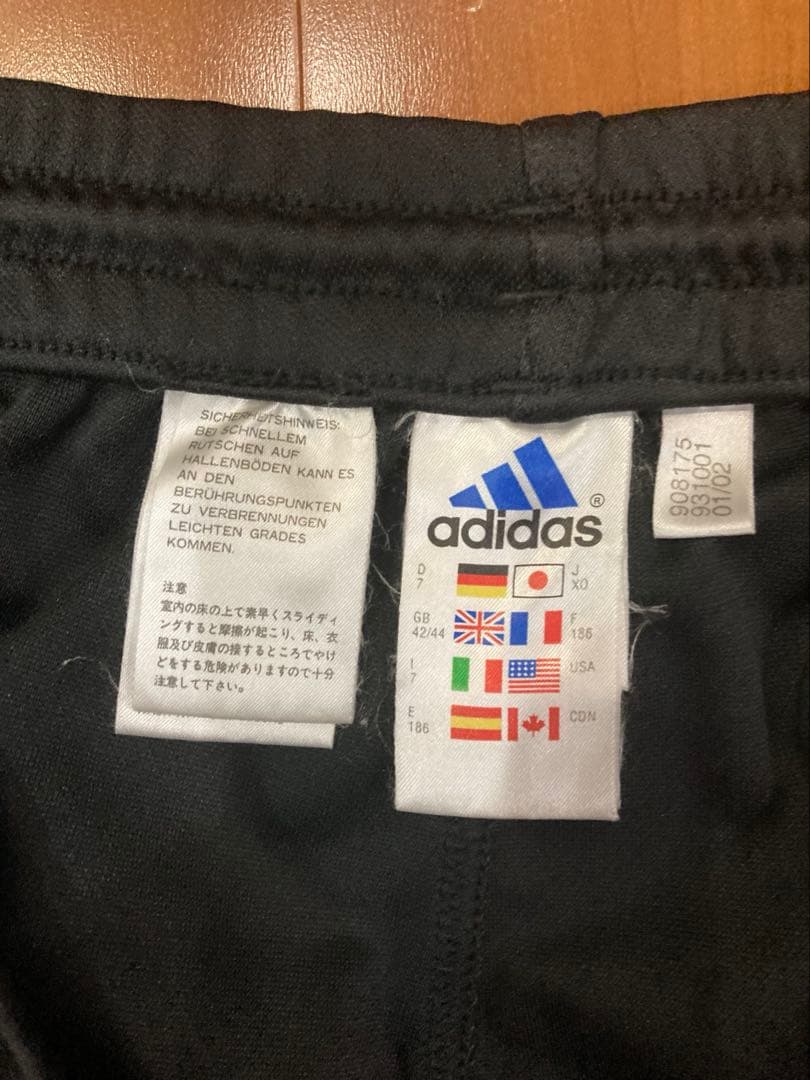 SICHERHEITSHINWEIS:
BEI SCHNELLEM
RUTSCHEN AUF
HALLENBÖDEN KANN ES
AN DEN
BERÜHRUNGSPUNKTEN
ZU VERBRENNUNGEN
LEICHTEN GRADES
KOMMEN.
注意
室内の床の上で素早くスライディ
ングすると摩擦が起こり、床、衣
服及び皮膚の接するところでやけ
どをする危険がありますので十分
注意して下さい。
®
adidas
D J
7 XO
GB F
42/44 186
I USA
7
E CDN
186
908175
931001
01/02